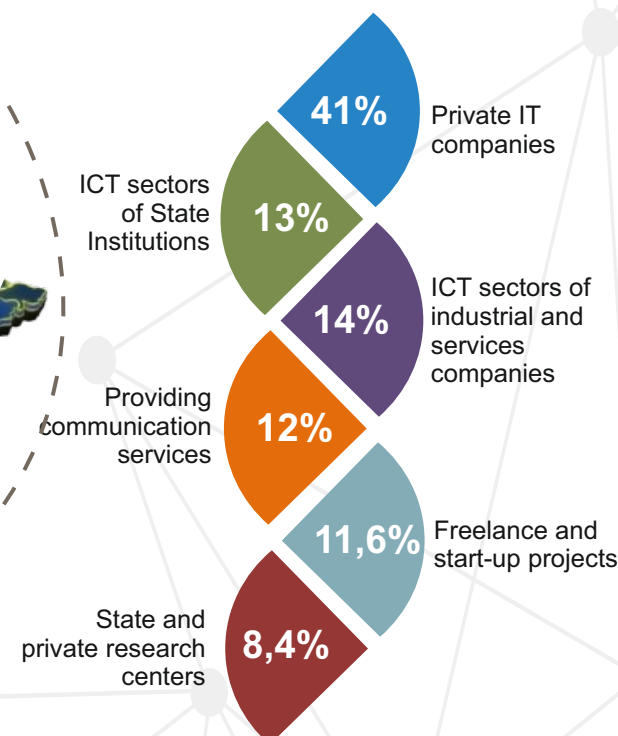 41%
Private IT
companies
ICT sectors
of State
Institutions
13%
14%
ICT sectors of
industrial and
services
companies
Providing
communication
services
12%
11,6%
Freelance and
start-up projects
State and
private research
centers
8,4%